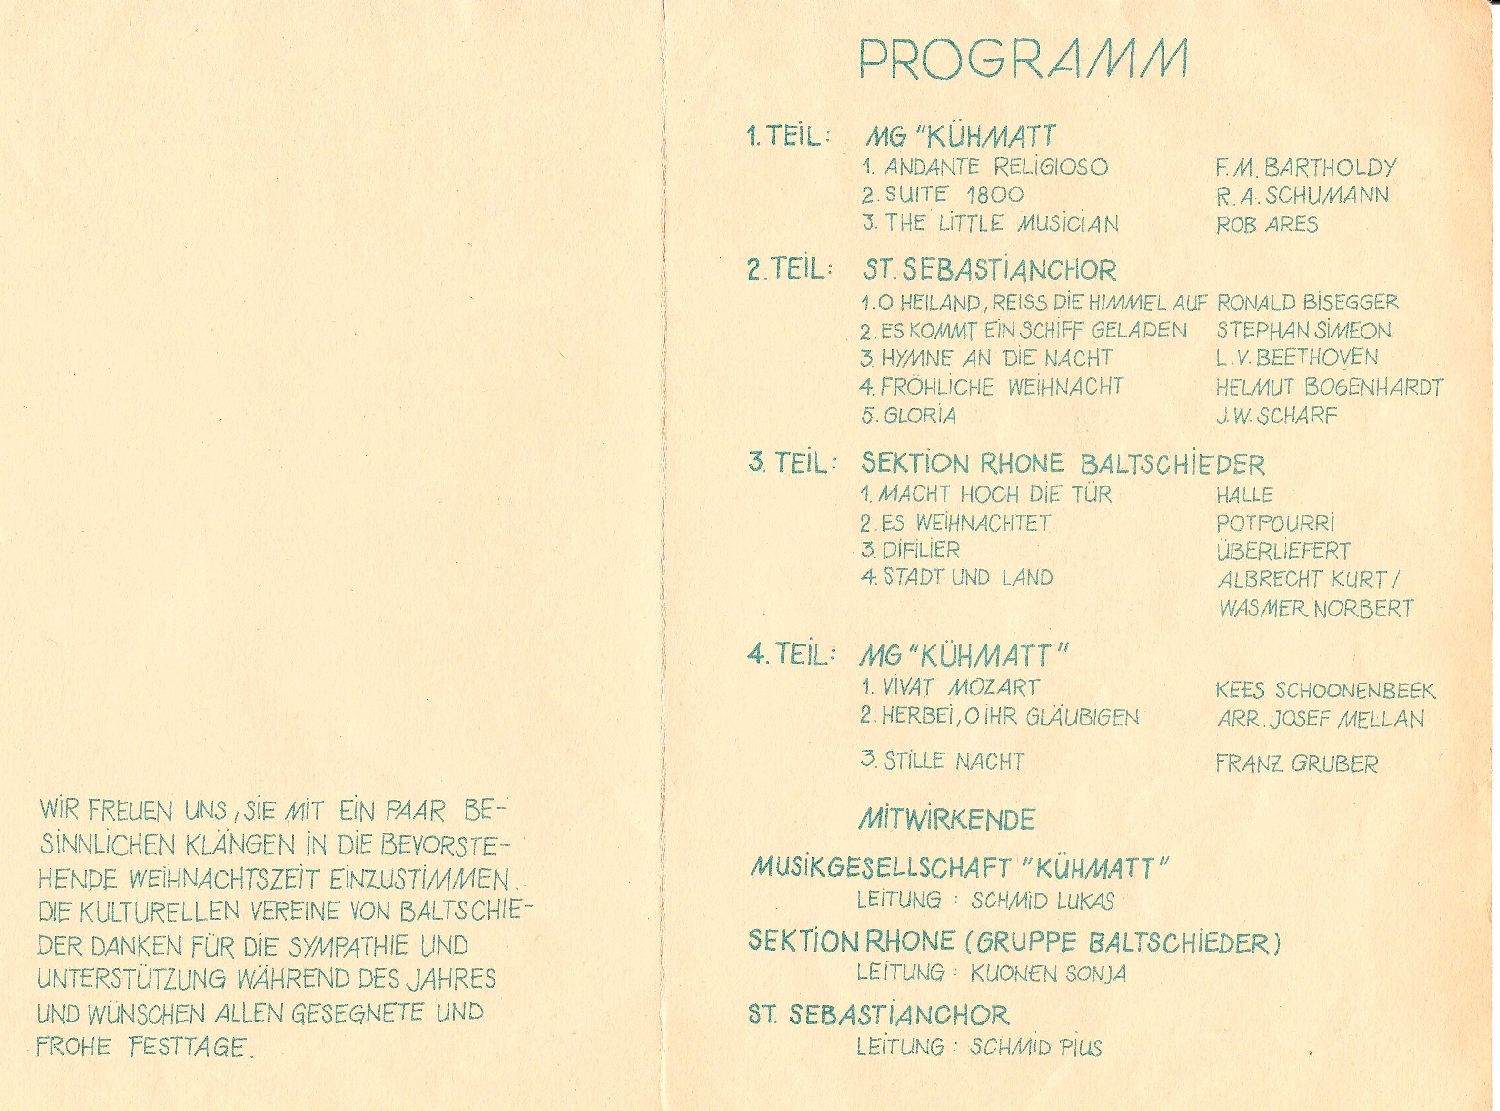 WIR FREUEN UNS, SIE MIT EIN PAAR BE-
SINNLICHEN KLÄNGEN IN DIE BEVORSTE-
HENDE WEIHNACHTSZEIT EINZUSTIMMEN.
DIE KULTURELLEN VEREINE VON BALTSCHIE-
DER DANKEN FÜR DIE SYMPATHIE UND
UNTERSTÜTZUNG WÄHREND DES JAHRES
UND WÜNSCHEN ALLEN GESEGNETE UND
FROHE FESTTAGE.
PROGRAMM
1. TEIL: MG "KÜHMATT
1. ANDANTE RELIGIOSO F.M. BARTHOLDY
2. SUITE 1800 R.A. SCHUMANN
3. THE LITTLE MUSICIAN ROB ARES
2. TEIL: ST. SEBASTIANCHOR
1. O HEILAND, REISS DIE HIMMEL AUF RONALD BISEGGER
2. ES KOMMT EIN SCHIFF GELADEN STEPHAN SIMEON
3. HYMNE AN DIE NACHT L.V. BEETHOVEN
4. FRÖHLICHE WEIHNACHT HELMUT BOGENHARDT
5. GLORIA J.W. SCHARF
3. TEIL: SEKTION RHONE BALTSCHIEDER
1. MACHT HOCH DIE TÜR HALLE
2. ES WEIHNACHTET POTPOURRI
3. DIFILIER ÜBERLIEFERT
4. STADT UND LAND ALBRECHT KURT /
WASMER NORBERT
4. TEIL: MG "KÜHMATT"
1. VIVAT MOZART KEES SCHOONENBEEK
2. HERBEI, O IHR GLÄUBIGEN ARR. JOSEF MELLAN
3. STILLE NACHT FRANZ GRUBER
MITWIRKENDE
MUSIKGESELLSCHAFT "KÜHMATT"
LEITUNG : SCHMID LUKAS
SEKTION RHONE (GRUPPE BALTSCHIEDER)
LEITUNG : KUONEN SONJA
ST. SEBASTIANCHOR
LEITUNG : SCHMID PIUS